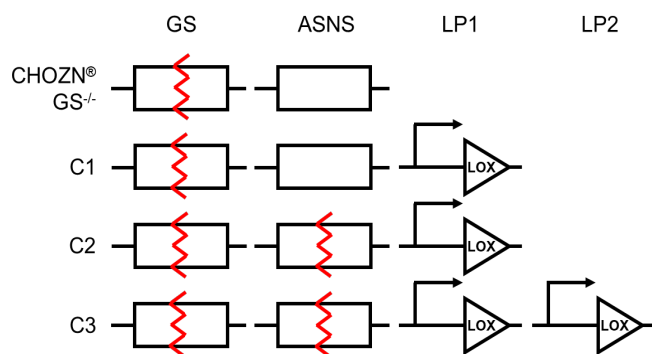 GS ASNS LP1 LP2
CHOZN®
GS-/-
C1
LOX
C2
LOX
C3
LOX LOX